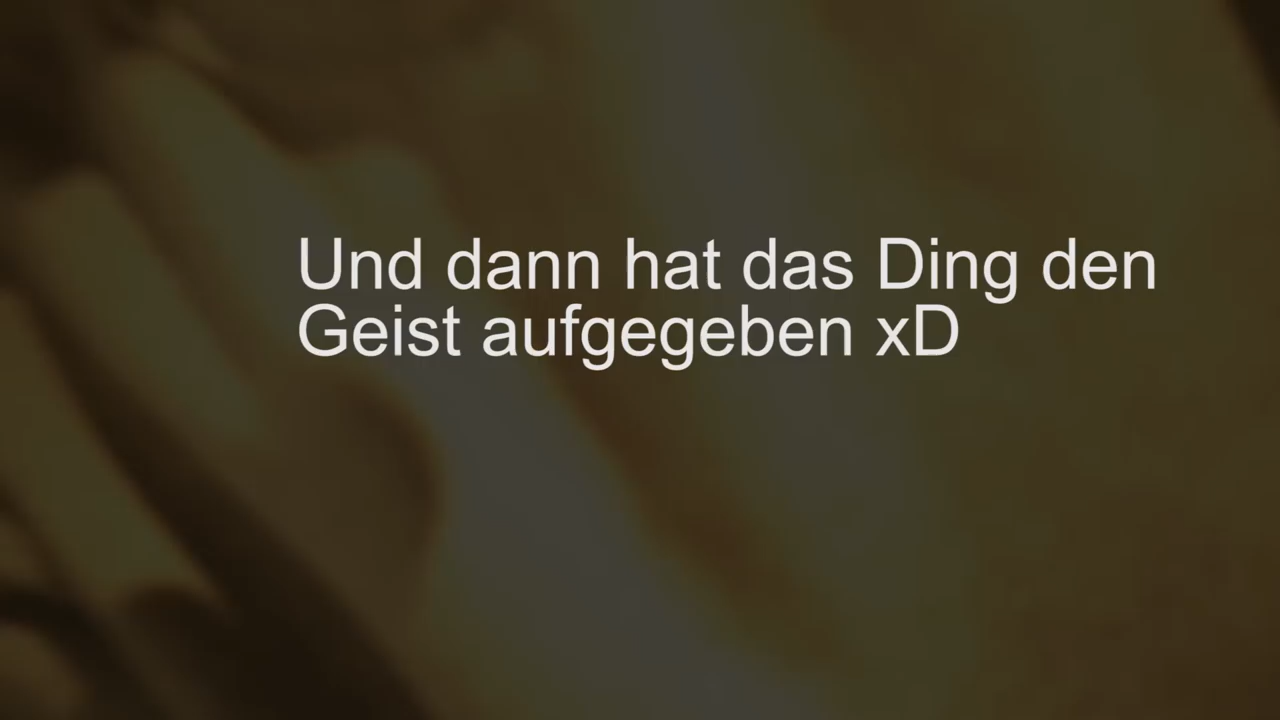 Und dann hat das Ding den
Geist aufgegeben xD